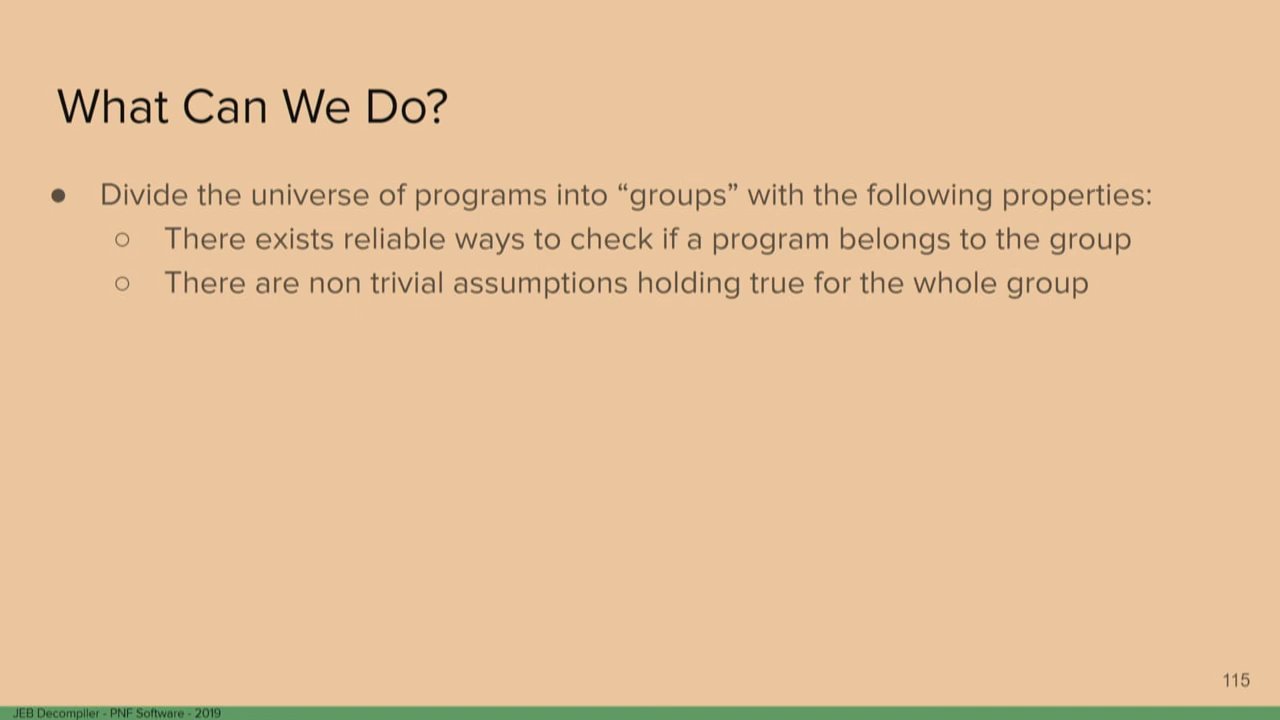 What Can We Do?
● Divide the universe of programs into “groups” with the following properties:
○ There exists reliable ways to check if a program belongs to the group
○ There are non trivial assumptions holding true for the whole group
115
JEB Decompiler - PNF Software - 2019